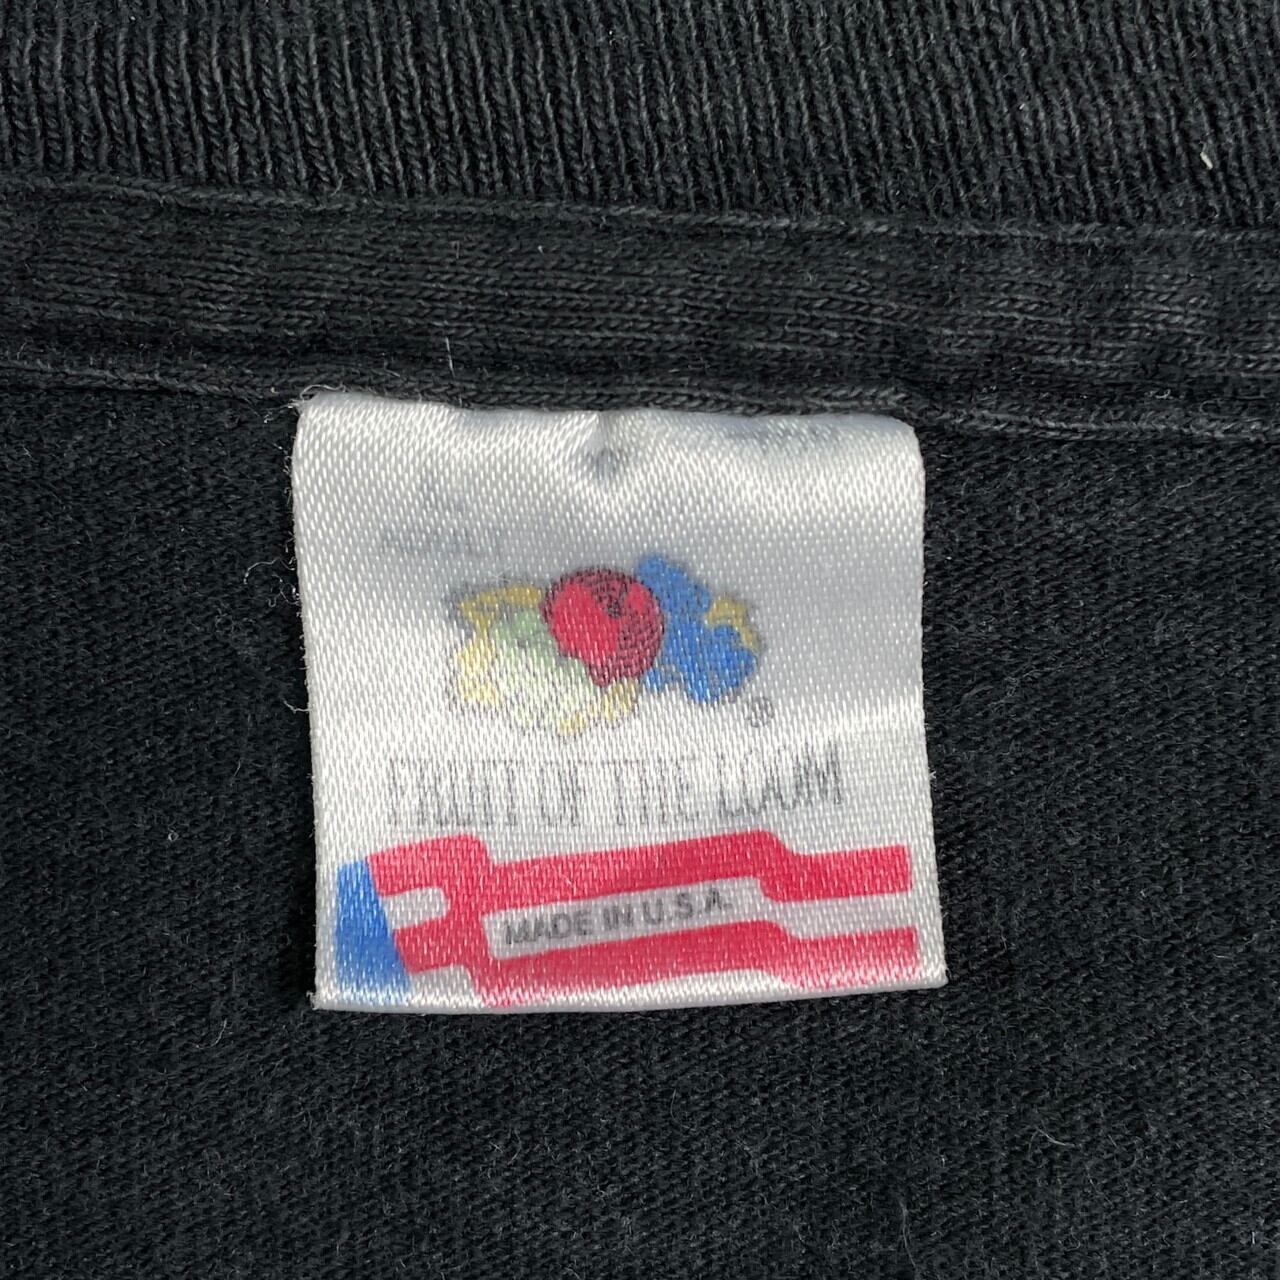 ®
FRUIT OF THE LOOM
MADE IN U.S.A.